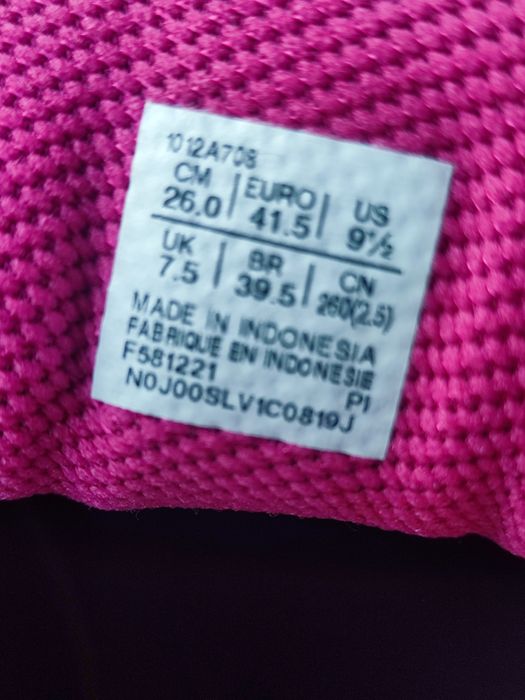 1012A708
CM | EURO | US
26.0 | 41.5 | 9½
UK | BR | CN
7.5 | 39.5 | 260(2.5)
MADE IN INDONESIA
FABRIQUE EN INDONESIE
F581221 PI
N0J00SLV1C0819J